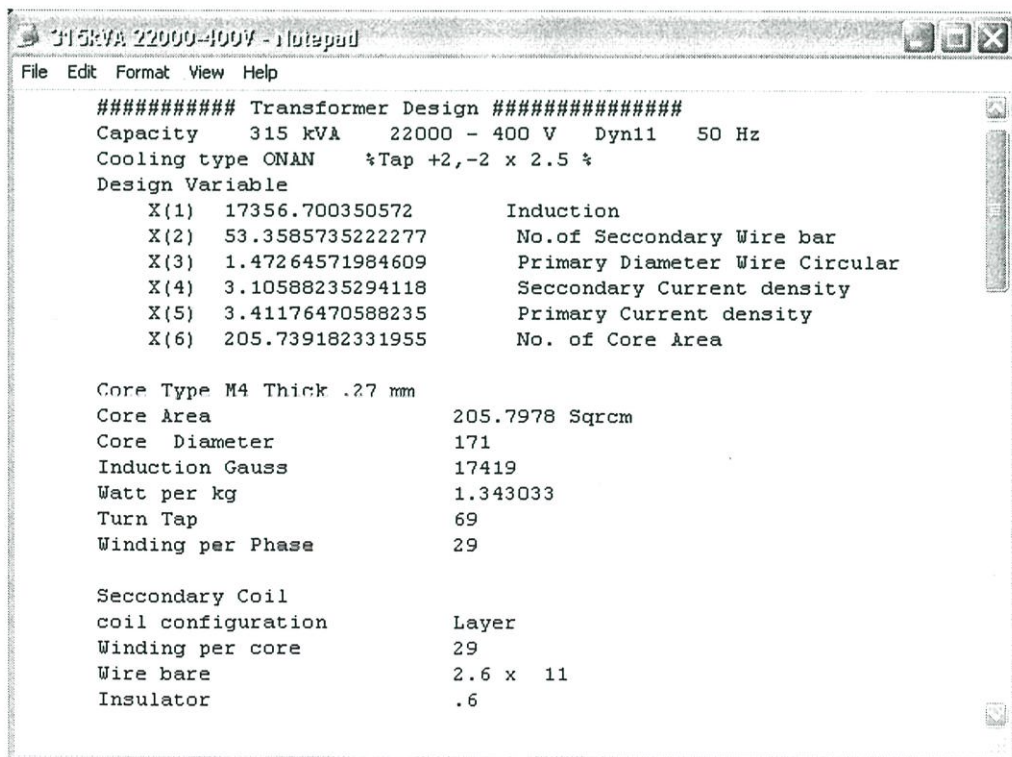 315kVA 22000-400V - Notepad
File Edit Format View Help
########### Transformer Design ###############
Capacity 315 kVA 22000 - 400 V Dyn11 50 Hz
Cooling type ONAN %Tap +2,-2 x 2.5 %
Design Variable
X(1) 17356.700350572 Induction
X(2) 53.3585735222277 No.of Seccondary Wire bar
X(3) 1.47264571984609 Primary Diameter Wire Circular
X(4) 3.10588235294118 Seccondary Current density
X(5) 3.41176470588235 Primary Current density
X(6) 205.739182331955 No. of Core Area
Core Type M4 Thick .27 mm
Core Area 205.7978 Sqrcm
Core Diameter 171
Induction Gauss 17419
Watt per kg 1.343033
Turn Tap 69
Winding per Phase 29
Seccondary Coil
coil configuration Layer
Winding per core 29
Wire bare 2.6 x 11
Insulator .6